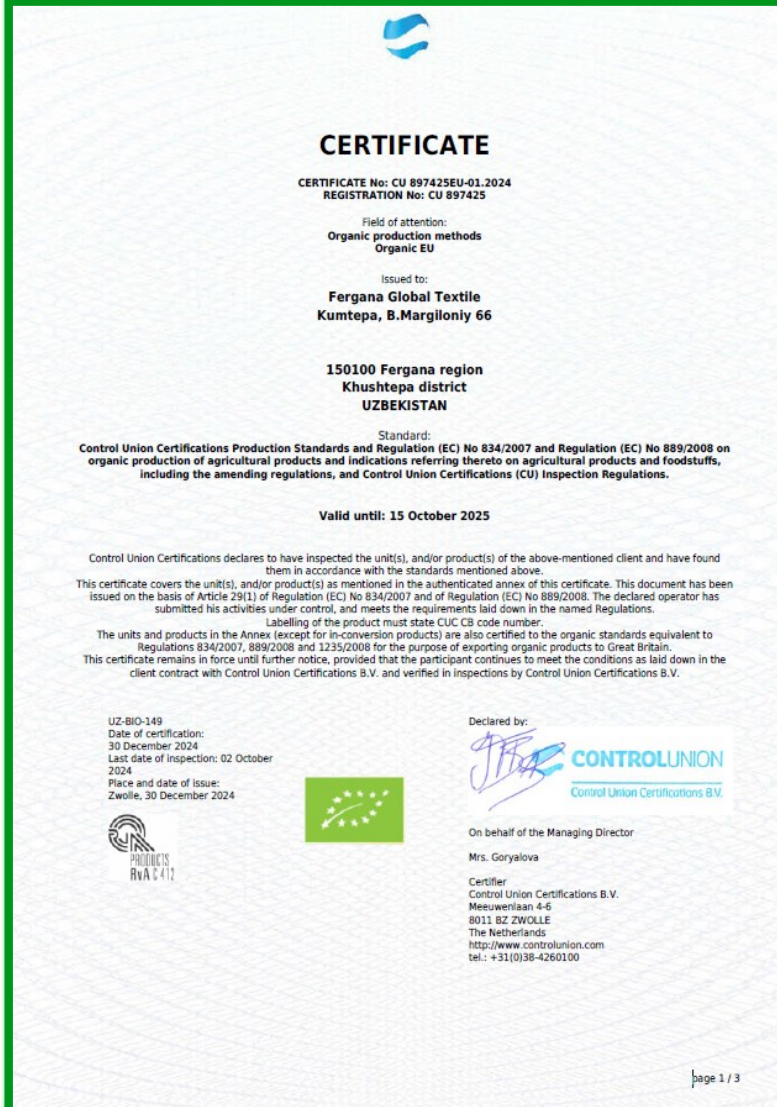 CERTIFICATE
CERTIFICATE No: CU 897425EU-01.2024
REGISTRATION No: CU 897425
Field of attention:
Organic production methods
Organic EU
Issued to:
Fergana Global Textile
Kumtepa, B.Margiloniy 66
150100 Fergana region
Khushtepa district
UZBEKISTAN
Standard:
Control Union Certifications Production Standards and Regulation (EC) No 834/2007 and Regulation (EC) No 889/2008 on
organic production of agricultural products and indications referring thereto on agricultural products and foodstuffs,
including the amending regulations, and Control Union Certifications (CU) Inspection Regulations.
Valid until: 15 October 2025
Control Union Certifications declares to have inspected the unit(s), and/or product(s) of the above-mentioned client and have found
them in accordance with the standards mentioned above.
This certificate covers the unit(s), and/or product(s) as mentioned in the authenticated annex of this certificate. This document has been
issued on the basis of Article 29(1) of Regulation (EC) No 834/2007 and of Regulation (EC) No 889/2008. The declared operator has
submitted his activities under control, and meets the requirements laid down in the named Regulations.
Labelling of the product must state CUC CB code number.
The units and products in the Annex (except for in-conversion products) are also certified to the organic standards equivalent to
Regulations 834/2007, 889/2008 and 1235/2008 for the purpose of exporting organic products to Great Britain.
This certificate remains in force until further notice, provided that the participant continues to meet the conditions as laid down in the
client contract with Control Union Certifications B.V. and verified in inspections by Control Union Certifications B.V.
UZ-BIO-149
Date of certification:
30 December 2024
Last date of inspection: 02 October
2024
Place and date of issue:
Zwolle, 30 December 2024
PRODUCTS
RvA C 412
Declared by:
CONTROLUNION
Control Union Certifications B.V.
On behalf of the Managing Director
Mrs. Goryalova
Certifier
Control Union Certifications B.V.
Meeuwenlaan 4-6
8011 BZ ZWOLLE
The Netherlands
http://www.controlunion.com
tel.: +31(0)38-4260100
page 1 / 3